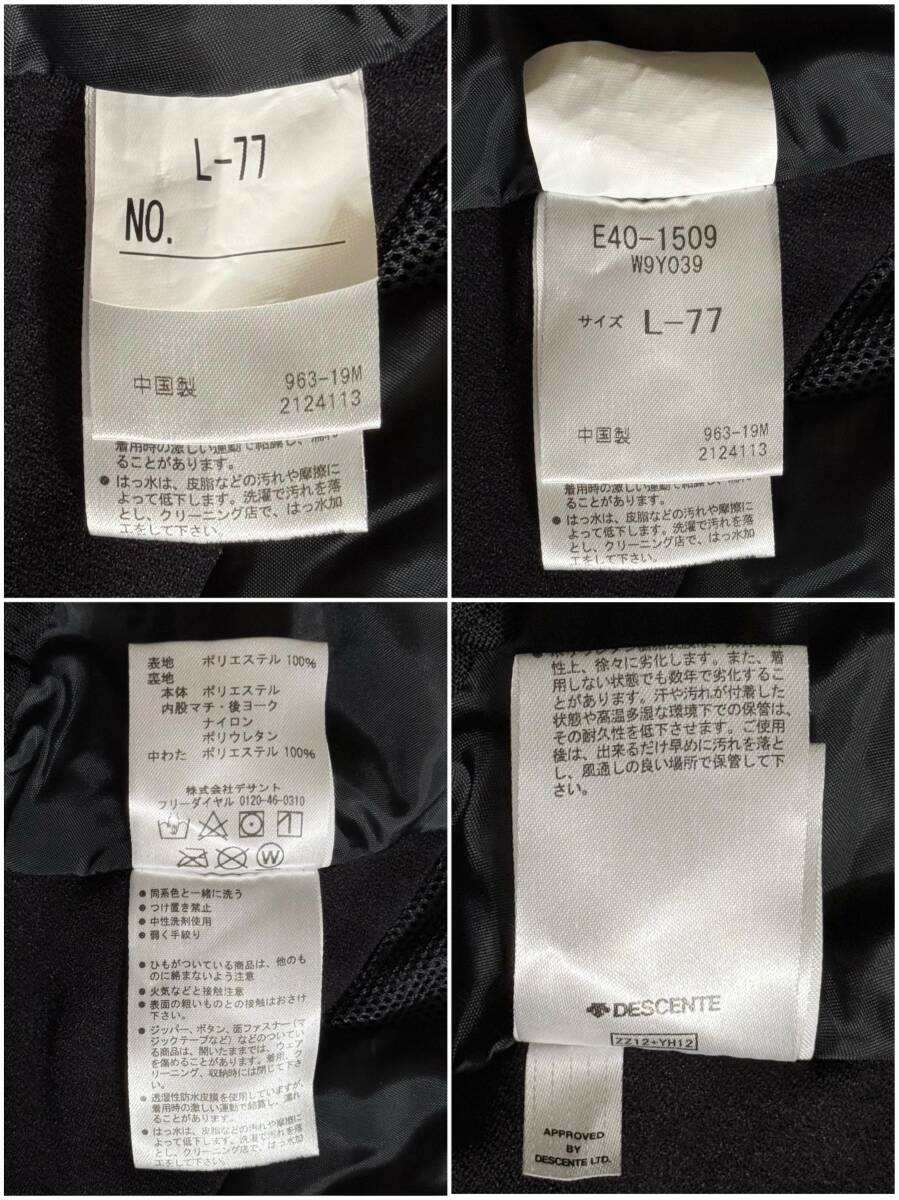 L-77
NO.
中国製 963-19M
2124113
着用時の激しい運動で結露し、濡れ
ることがあります。
● はっ水は、皮脂などの汚れや摩擦に
よって低下します。洗濯で汚れを落
とし、クリーニング店で、はっ水加
工をして下さい。
E40-1509
W9Y039
サイズ L-77
中国製 963-19M
2124113
着用時の激しい運動で結露し、濡れ
ることがあります。
● はっ水は、皮脂などの汚れや摩擦に
よって低下します。洗濯で汚れを落
とし、クリーニング店で、はっ水加
工をして下さい。
表地 ポリエステル 100%
裏地
本体 ポリエステル
内股マチ・後ヨーク
ナイロン
ポリウレタン
中わた ポリエステル 100%
株式会社デサント
フリーダイヤル 0120-46-0310
W
● 同系色と一緒に洗う
● つけ置き禁止
● 中性洗剤使用
● 弱く手絞り
● ひもがついている商品は、他のも
のに絡まないよう注意
● 火気などと接触注意
● 表面の粗いものとの接触はおさけ
下さい。
● ジッパー、ボタン、面ファスナー(マ
ジックテープなど)などのついてい
る商品は、開いたままでは、ウェア
を傷めることがあります。着用、ク
リーニング、収納時には閉じて下さ
い。
● 透湿性防水皮膜を使用していますが、
着用時の激しい運動で結露し、濡れ
ることがあります。
● はっ水は、皮脂などの汚れや摩擦に
よって低下します。洗濯で汚れを落
とし、クリーニング店で、はっ水加
工をして下さい。
性上、徐々に劣化します。また、着
用しない状態でも数年で劣化するこ
とがあります。汗や汚れが付着した
状態や高温多湿な環境下での保管は、
その耐久性を低下させます。ご使用
後は、出来るだけ早めに汚れを落と
し、風通しの良い場所で保管して下
さい。
DESCENTE
ZZ12+YH12
APPROVED
BY
DESCENTE LTD.